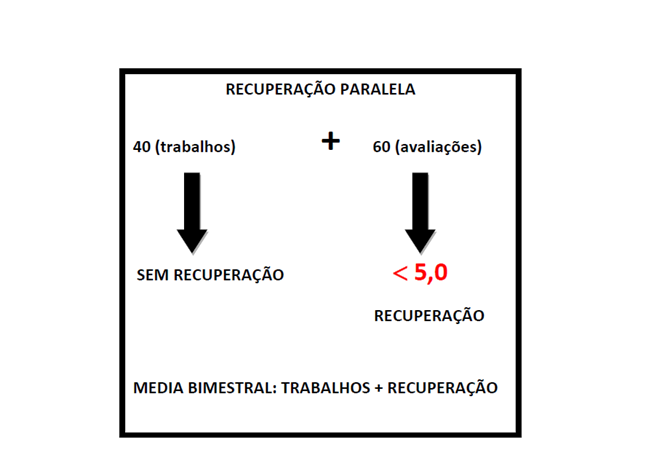 RECUPERAÇÃO PARALELA
40 (trabalhos) + 60 (avaliações)
SEM RECUPERAÇÃO < 5,0
RECUPERAÇÃO
MEDIA BIMESTRAL: TRABALHOS + RECUPERAÇÃO